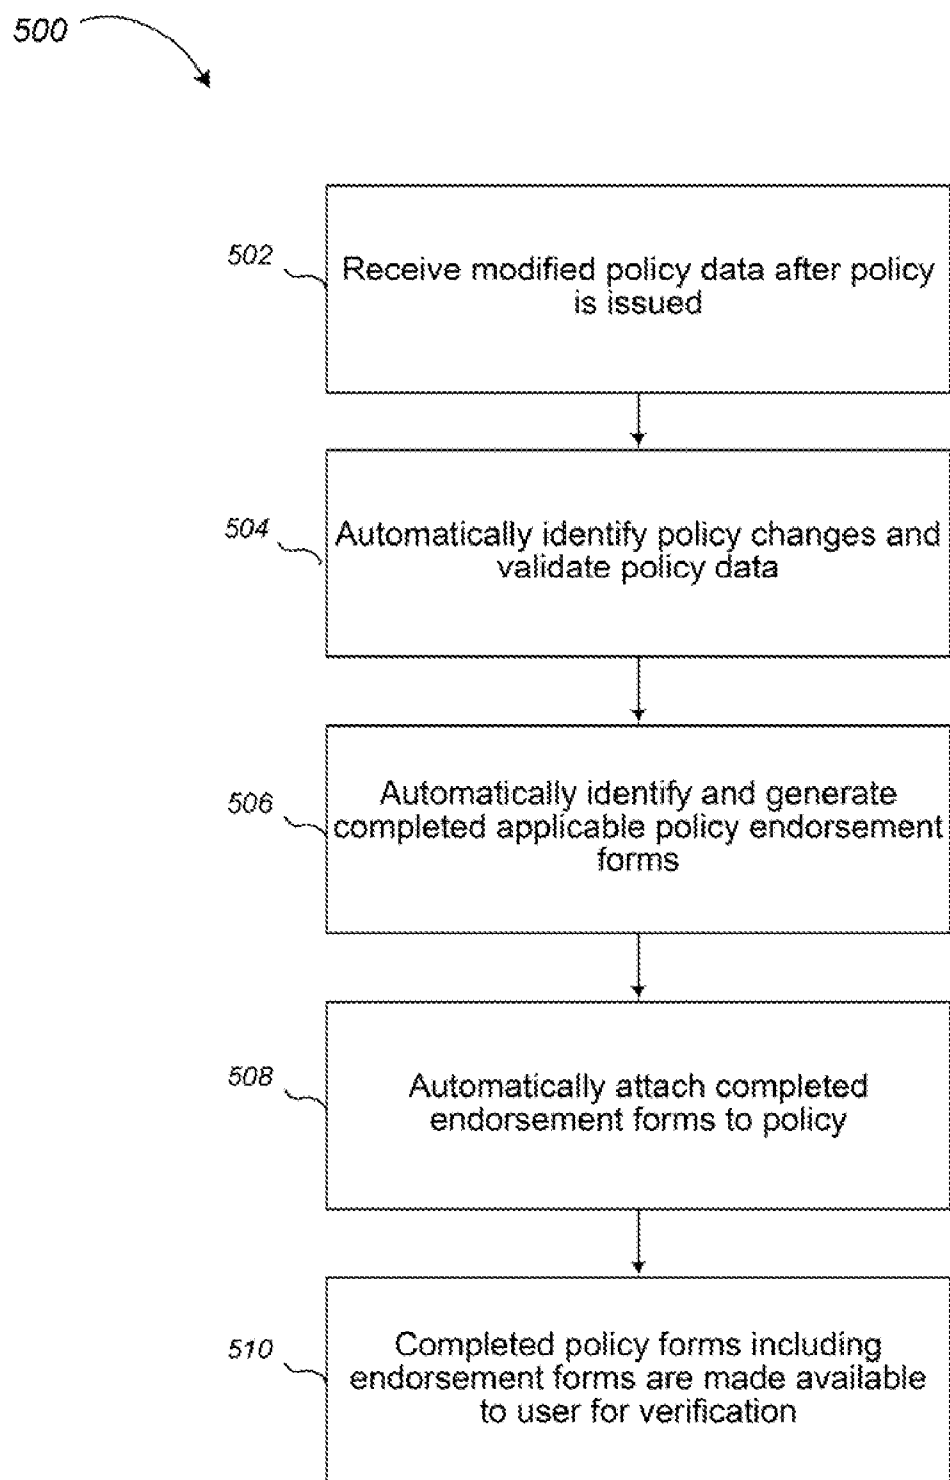 500
502
Receive modified policy data after policy
is issued
504
Automatically identify policy changes and
validate policy data
506
Automatically identify and generate
completed applicable policy endorsement
forms
508
Automatically attach completed
endorsement forms to policy
510
Completed policy forms including
endorsement forms are made available
to user for verification